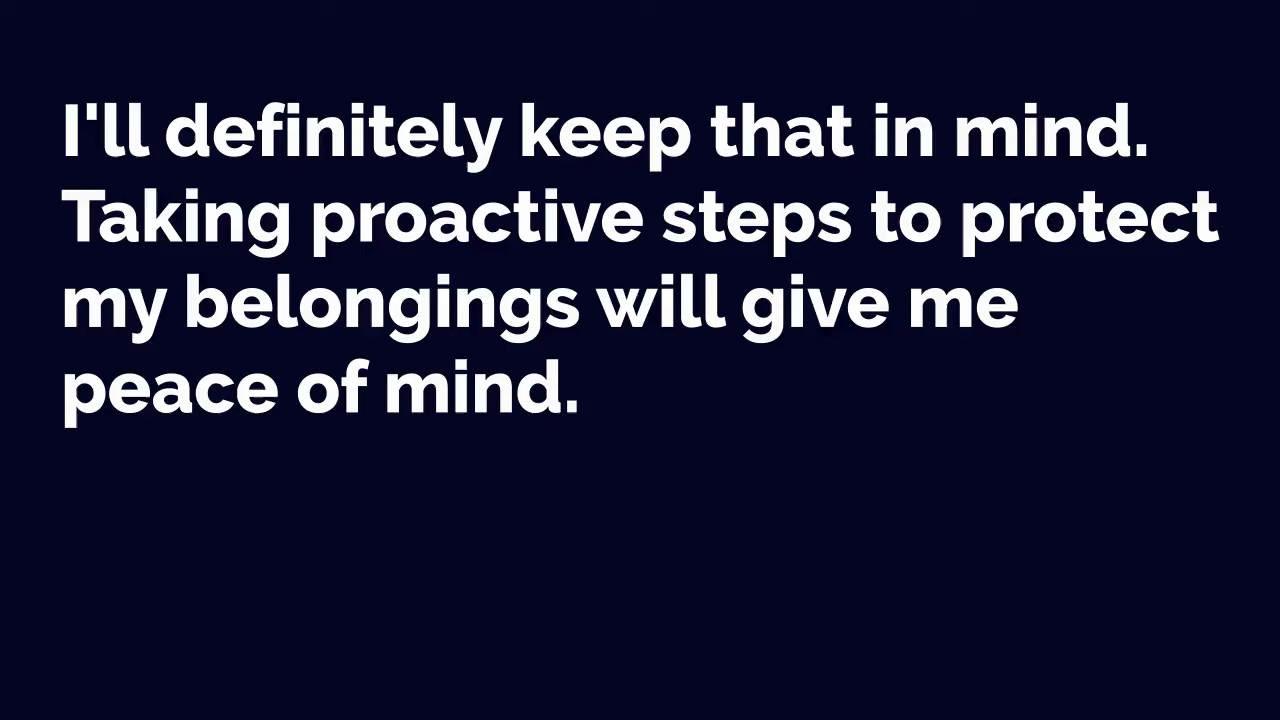 I'll definitely keep that in mind.
Taking proactive steps to protect
my belongings will give me
peace of mind.